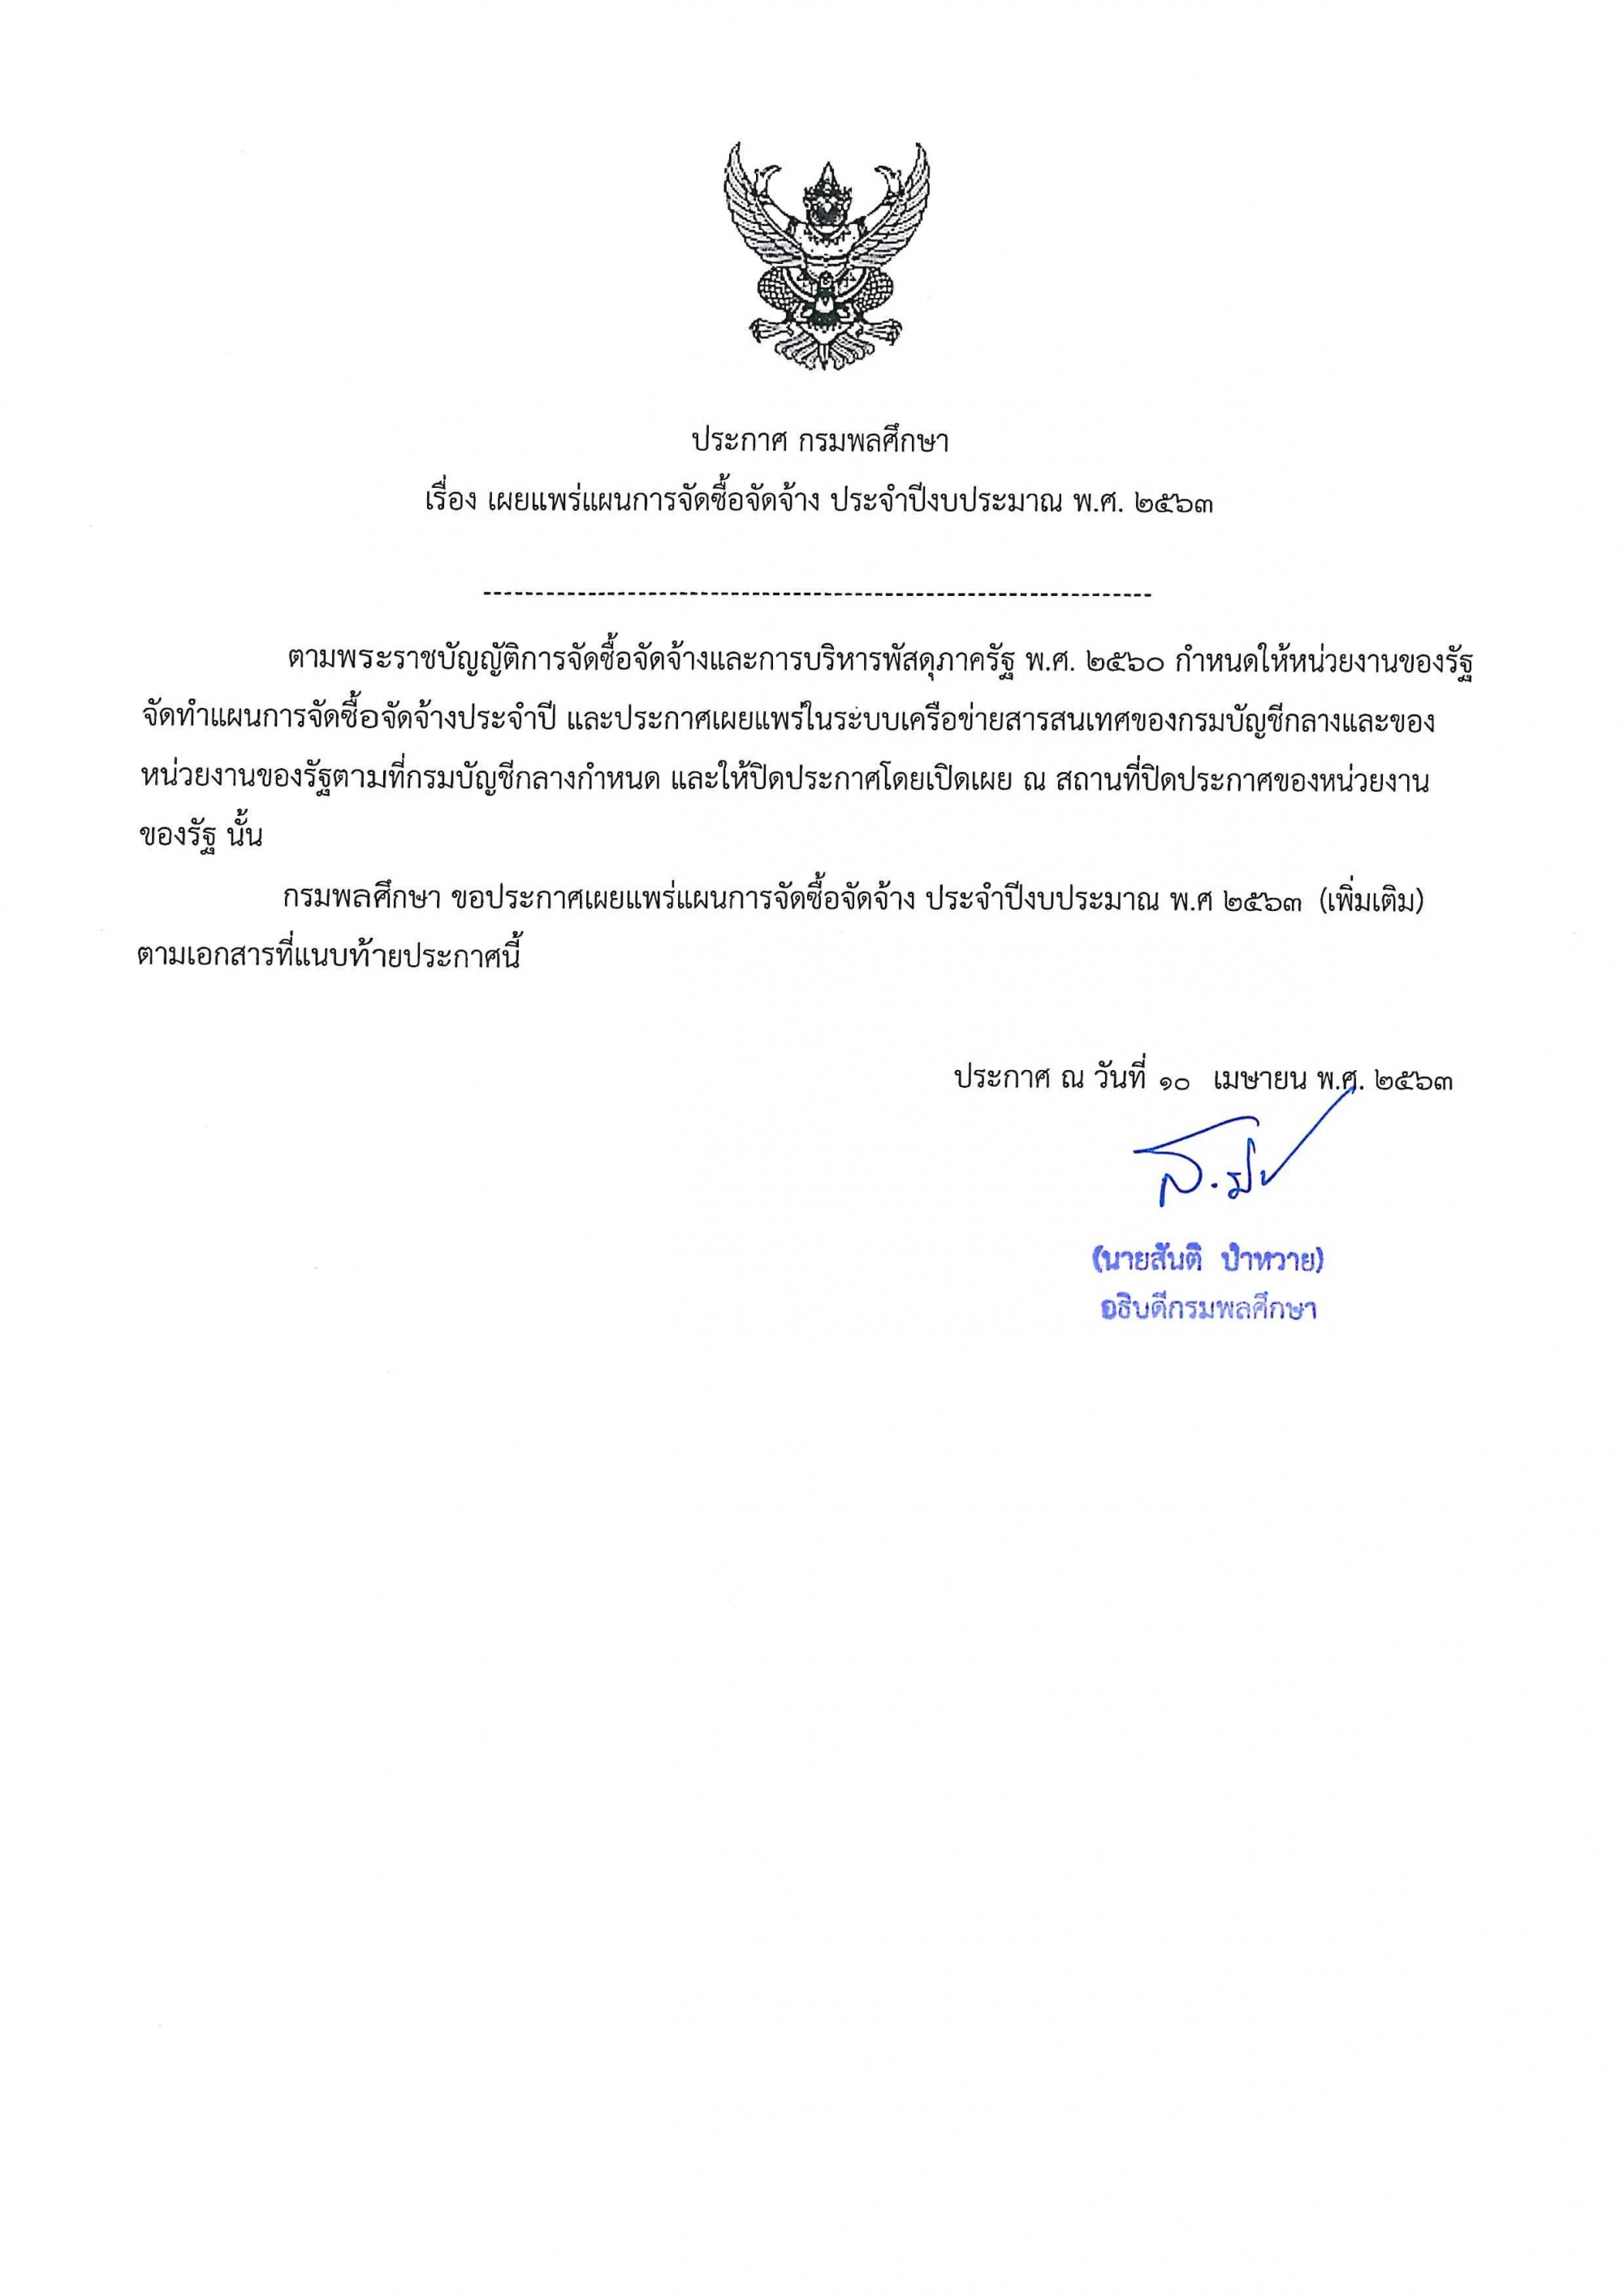 ประกาศ กรมพลศึกษา
เรื่อง เผยแพร่แผนการจัดซื้อจัดจ้าง ประจำปีงบประมาณ พ.ศ. ๒๕๖๓
--------------------------------------------------------------------
ตามพระราชบัญญัติการจัดซื้อจัดจ้างและการบริหารพัสดุภาครัฐ พ.ศ. ๒๕๖๐ กำหนดให้หน่วยงานของรัฐ
จัดทำแผนการจัดซื้อจัดจ้างประจำปี และประกาศเผยแพร่ในระบบเครือข่ายสารสนเทศของกรมบัญชีกลางและของ
หน่วยงานของรัฐตามที่กรมบัญชีกลางกำหนด และให้ปิดประกาศโดยเปิดเผย ณ สถานที่ปิดประกาศของหน่วยงาน
ของรัฐ นั้น
กรมพลศึกษา ขอประกาศเผยแพร่แผนการจัดซื้อจัดจ้าง ประจำปีงบประมาณ พ.ศ ๒๕๖๓ (เพิ่มเติม)
ตามเอกสารที่แนบท้ายประกาศนี้
ประกาศ ณ วันที่ ๑๐ เมษายน พ.ศ. ๒๕๖๓
(นายสันติ ป่าหวาย)
อธิบดีกรมพลศึกษา